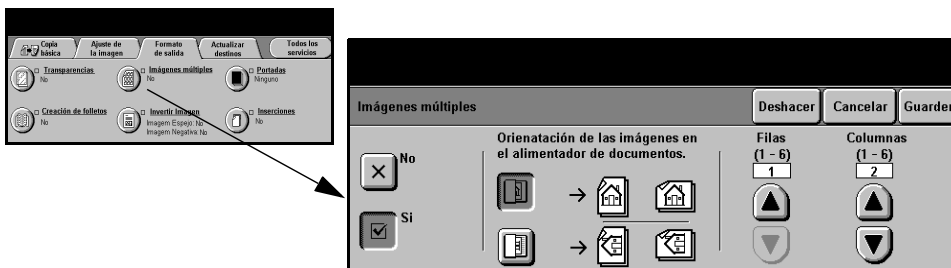 Copia básica
Ajuste de la imagen
Formato de salida
Actualizar destinos
Todos los servicios
Transparencias
No
Imágenes múltiples
No
Portadas
Ninguno
Creación de folletos
No
Invertir Imagen
Imagem Espejo: No
Imagem Negativa: No
Inserciones
No
Imágenes múltiples
Deshacer
Cancelar
Guarder
No
Si
Orienatación de las imágenes en
el alimentador de documentos.
Filas
(1 - 6)
1
Columnas
(1 - 6)
2